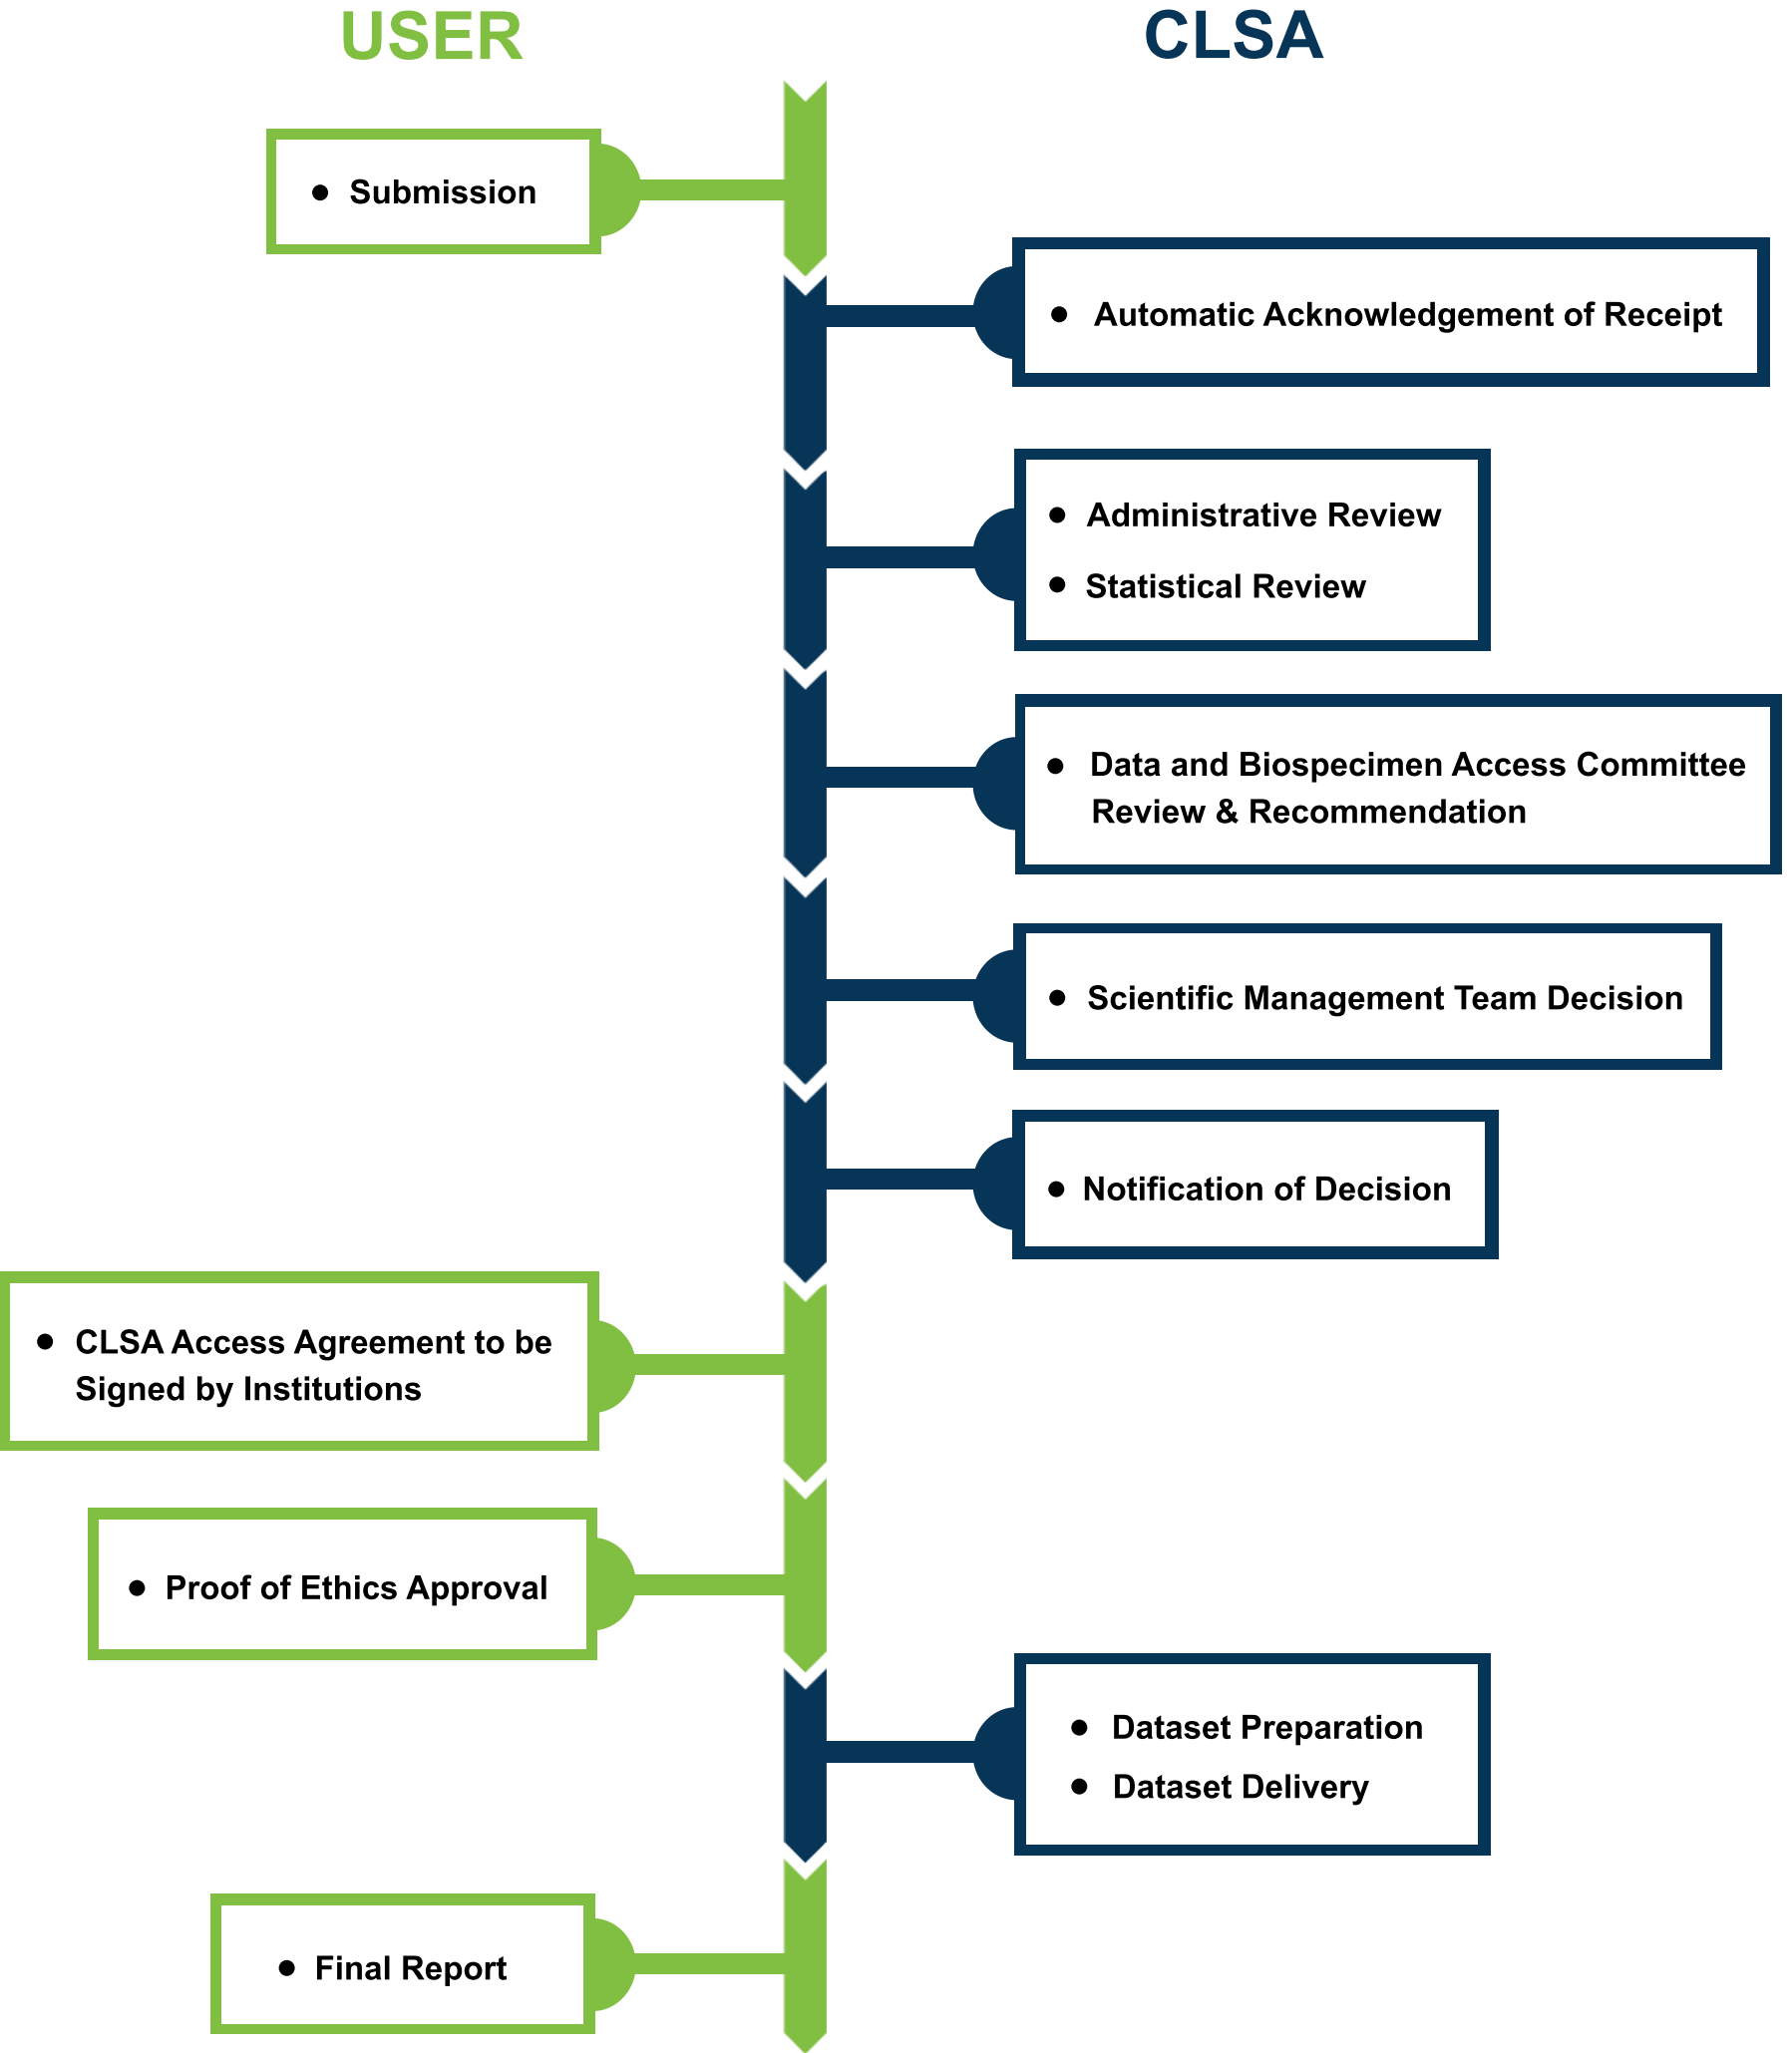 USER
CLSA
• Submission
• Automatic Acknowledgement of Receipt
• Administrative Review
• Statistical Review
• Data and Biospecimen Access Committee
Review & Recommendation
• Scientific Management Team Decision
• Notification of Decision
• CLSA Access Agreement to be
Signed by Institutions
• Proof of Ethics Approval
• Dataset Preparation
• Dataset Delivery
• Final Report